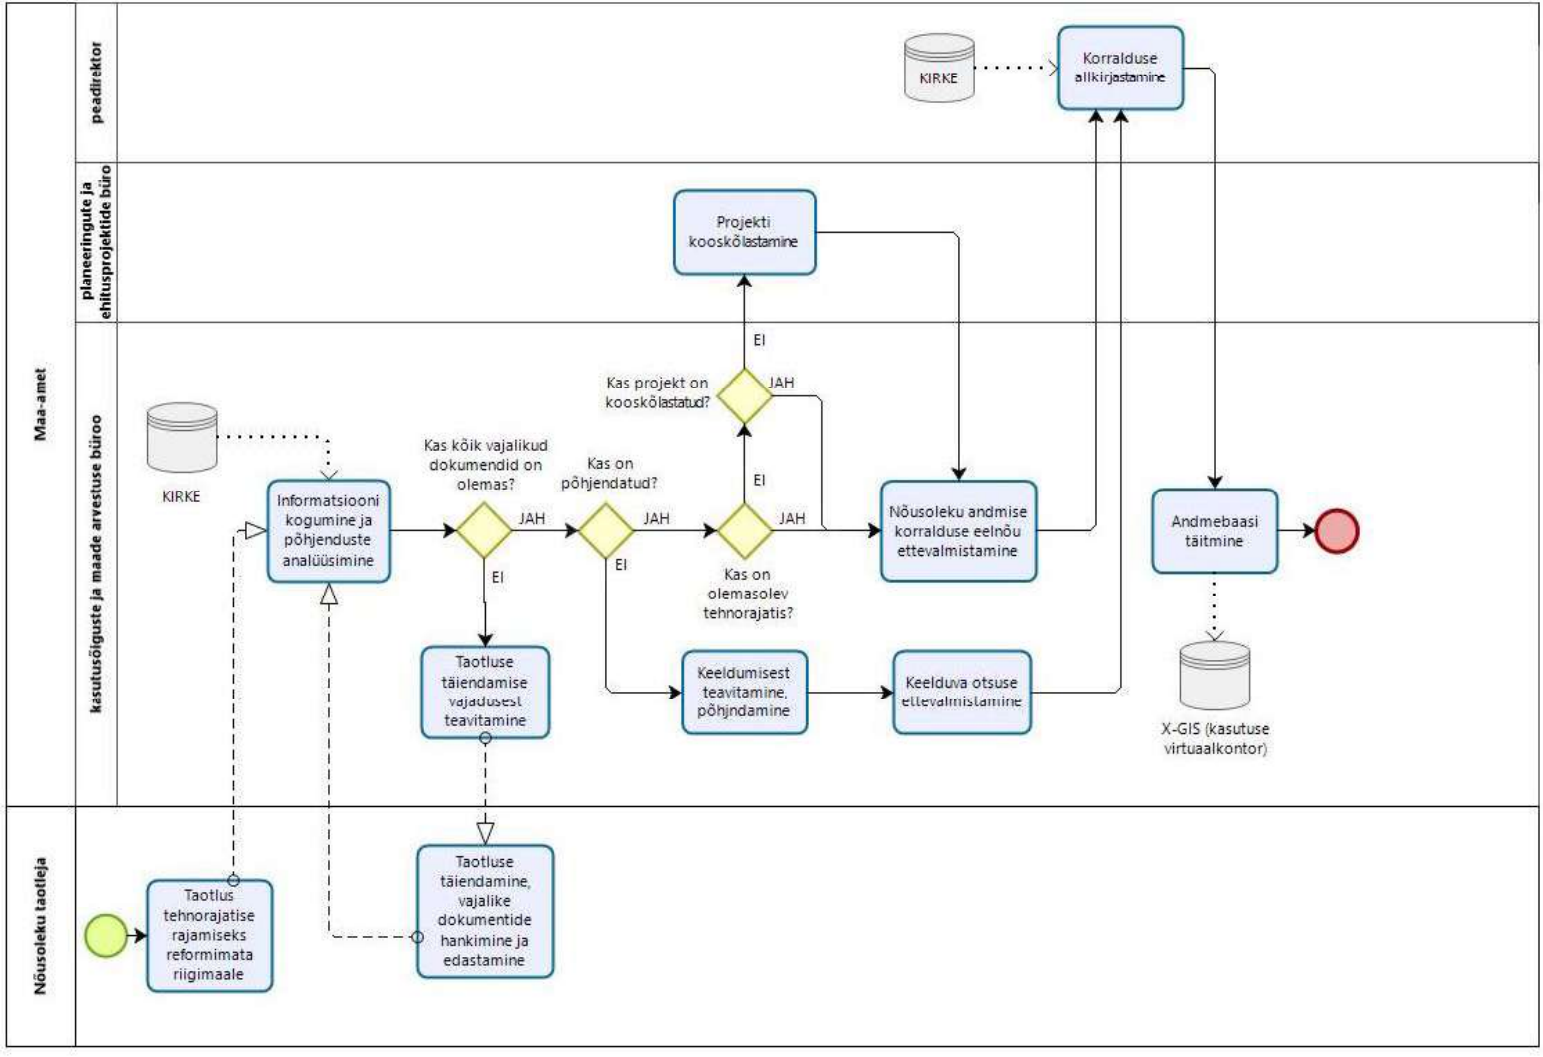 Maa-amet
peadirektor
KIRKE
Korralduse
allkirjastamine
planeeringute ja
ehitusprojektide büro
Projekti
kooskõlastamine
kasutusõiguste ja maade arvestuse büroo
KIRKE
Informatsiooni
kogumine ja
põhjenduste
analüüsimine
Kas kõik vajalikud
dokumendid on
olemas?
JAH
EI
Kas on
põhjendatud?
JAH
EI
Kas projekt on
kooskõlastatud?
EI
JAH
EI
JAH
Kas on
olemasolev
tehnorajatis?
Nõusoleku andmise
korralduse eelnõu
ettevalmistamine
Taotluse
täiendamise
vajadusest
teavitamine
Keeldumisest
teavitamine,
põhjndamine
Keelduva otsuse
ettevalmistamine
Andmebaasi
täitmine
X-GIS (kasutuse
virtuaalkontor)
Nõusoleku taotleja
Taotlus
tehnorajatise
rajamiseks
reformimata
riigimaale
Taotluse
täiendamine,
vajalike
dokumentide
hankimine ja
edastamine